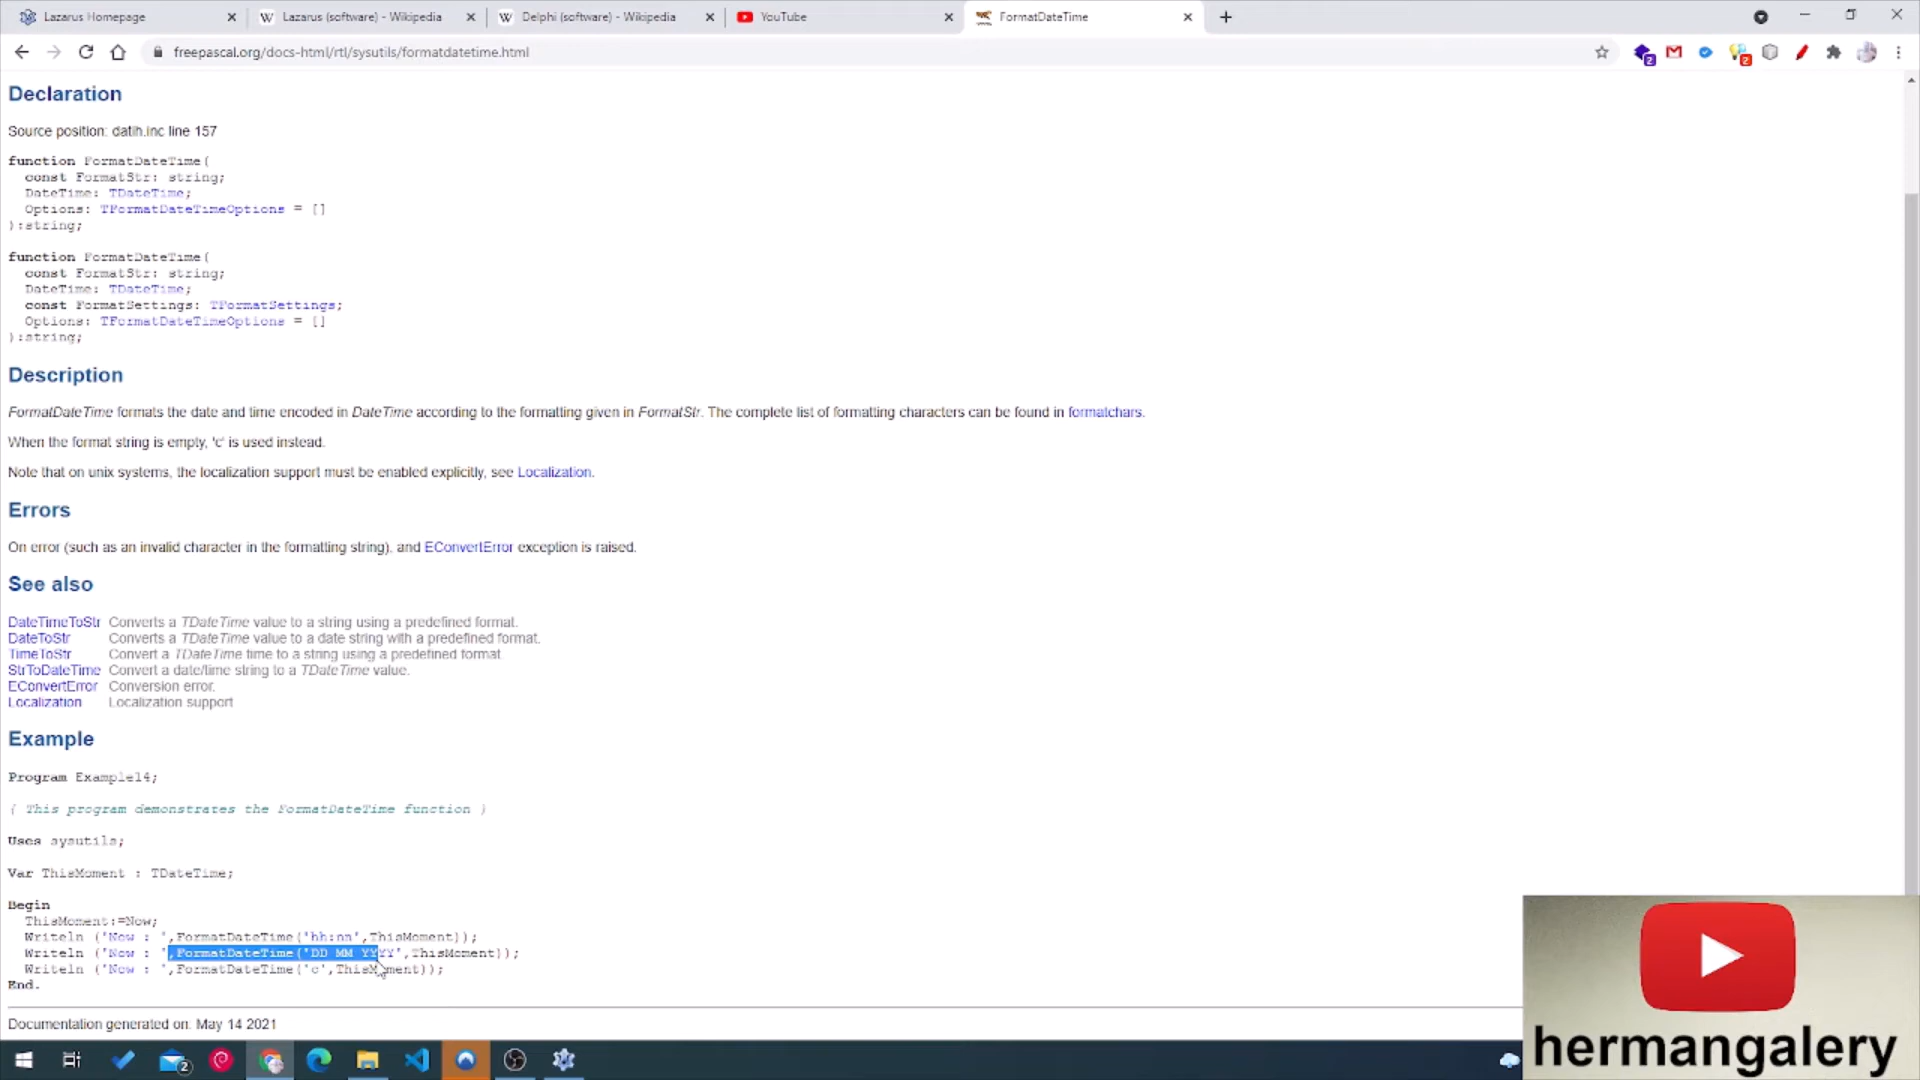 Lazarus Homepage
Lazarus (software) - Wikipedia
Delphi (software) - Wikipedia
YouTube
FormatDateTime
freepascal.org/docs-html/rtl/sysutils/formatdatetime.html
2
2
Declaration
Source position: datih.inc line 157
function FormatDateTime(
const FormatStr: string;
DateTime: TDateTime;
Options: TFormatDateTimeOptions = []
):string;
function FormatDateTime(
const FormatStr: string;
DateTime: TDateTime;
const FormatSettings: TFormatSettings;
Options: TFormatDateTimeOptions = []
):string;
Description
FormatDateTime formats the date and time encoded in DateTime according to the formatting given in FormatStr. The complete list of formatting characters can be found in formatchars.
When the format string is empty, 'c' is used instead.
Note that on unix systems, the localization support must be enabled explicitly, see Localization.
Errors
On error (such as an invalid character in the formatting string), and EConvertError exception is raised.
See also
DateTimeToStr Converts a TDateTime value to a string using a predefined format.
DateToStr Converts a TDateTime value to a date string with a predefined format.
TimeToStr Convert a TDateTime time to a string using a predefined format
StrToDateTime Convert a date/time string to a TDateTime value.
EConvertError Conversion error.
Localization Localization support
Example
Program Example14;
{ This program demonstrates the FormatDateTime function }
Uses sysutils;
Var ThisMoment : TDateTime;
Begin
ThisMoment:=Now;
Writeln ('Now : ',FormatDateTime('hh:nn',ThisMoment));
Writeln ('Now : ',FormatDateTime('DD MM YYYY',ThisMoment));
Writeln ('Now : ',FormatDateTime('c',ThisMoment));
End.
Documentation generated on: May 14 2021
2
hermangalery